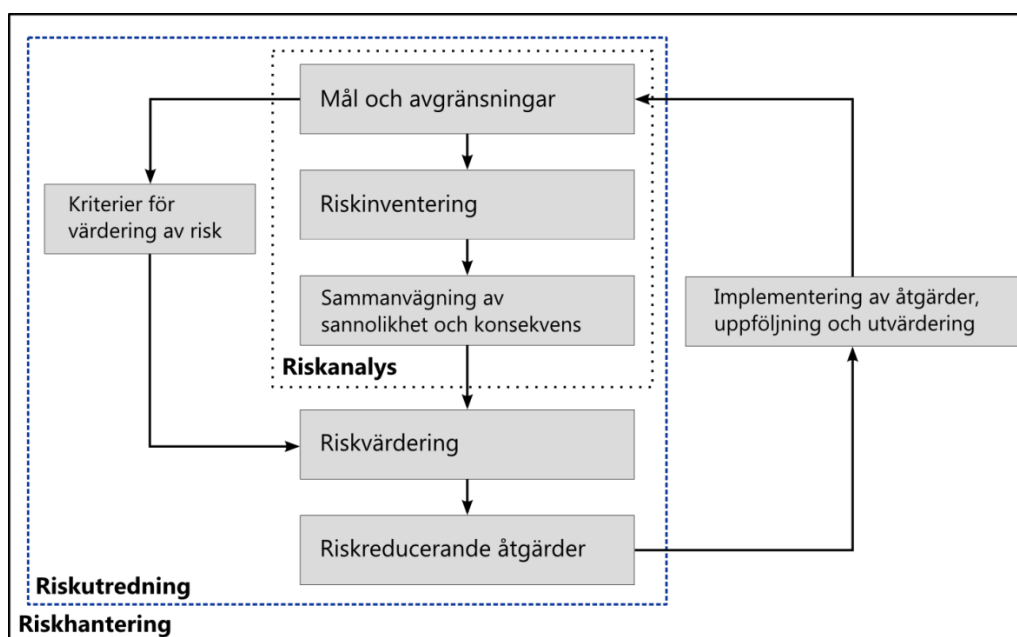 Mål och avgränsningar
Kriterier för
värdering av risk
Riskinventering
Sammanvägning av
sannolikhet och konsekvens
Implementering av åtgärder,
uppföljning och utvärdering
Riskanalys
Riskvärdering
Riskreducerande åtgärder
Riskutredning
Riskhantering